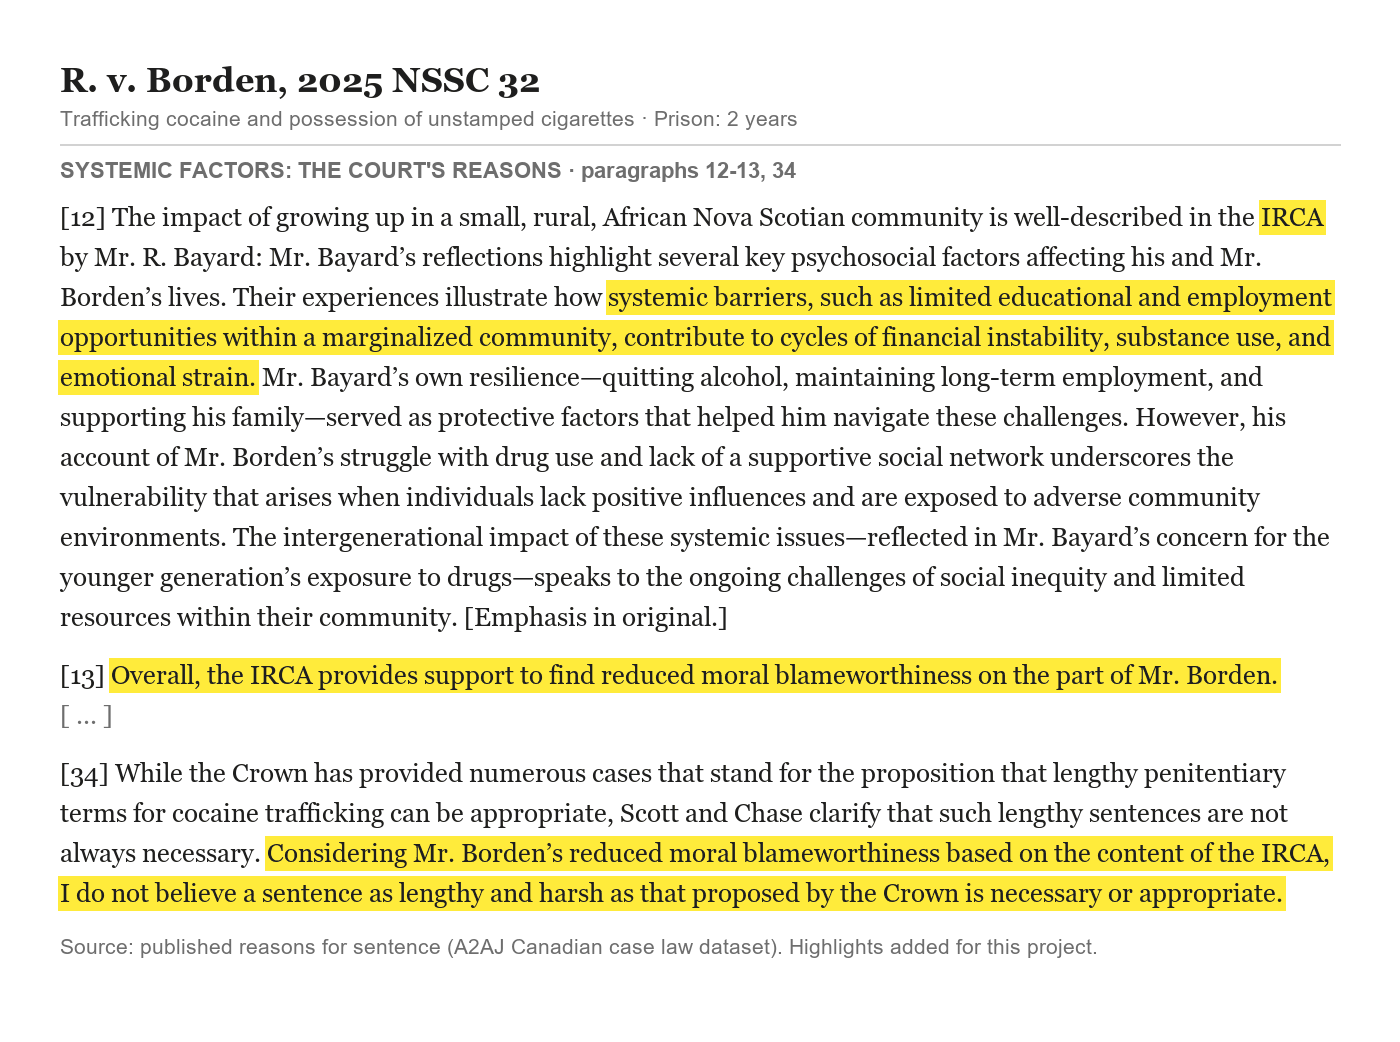 R. v. Borden, 2025 NSSC 32
Trafficking cocaine and possession of unstamped cigarettes · Prison: 2 years
SYSTEMIC FACTORS: THE COURT'S REASONS · paragraphs 12-13, 34
[12] The impact of growing up in a small, rural, African Nova Scotian community is well-described in the IRCA
by Mr. R. Bayard: Mr. Bayard’s reflections highlight several key psychosocial factors affecting his and Mr.
Borden’s lives. Their experiences illustrate how systemic barriers, such as limited educational and employment
opportunities within a marginalized community, contribute to cycles of financial instability, substance use, and
emotional strain. Mr. Bayard’s own resilience—quitting alcohol, maintaining long-term employment, and
supporting his family—served as protective factors that helped him navigate these challenges. However, his
account of Mr. Borden’s struggle with drug use and lack of a supportive social network underscores the
vulnerability that arises when individuals lack positive influences and are exposed to adverse community
environments. The intergenerational impact of these systemic issues—reflected in Mr. Bayard’s concern for the
younger generation’s exposure to drugs—speaks to the ongoing challenges of social inequity and limited
resources within their community. [Emphasis in original.]
[13] Overall, the IRCA provides support to find reduced moral blameworthiness on the part of Mr. Borden.
[ ... ]
[34] While the Crown has provided numerous cases that stand for the proposition that lengthy penitentiary
terms for cocaine trafficking can be appropriate, Scott and Chase clarify that such lengthy sentences are not
always necessary. Considering Mr. Borden’s reduced moral blameworthiness based on the content of the IRCA,
I do not believe a sentence as lengthy and harsh as that proposed by the Crown is necessary or appropriate.
Source: published reasons for sentence (A2AJ Canadian case law dataset). Highlights added for this project.